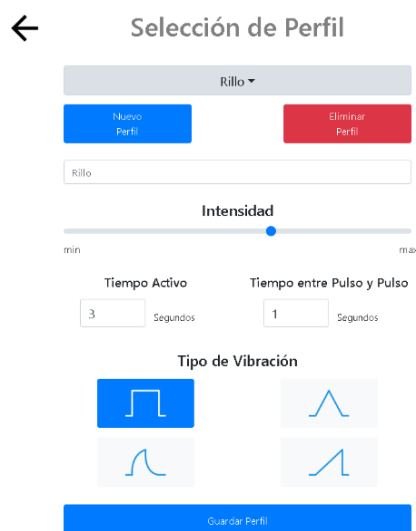 Selección de Perfil
Rillo
Nuevo
Perfil
Eliminar
Perfil
Rillo
Intensidad
min max
Tiempo Activo Tiempo entre Pulso y Pulso
3 Segundos 1 Segundos
Tipo de Vibración
Guardar Perfil